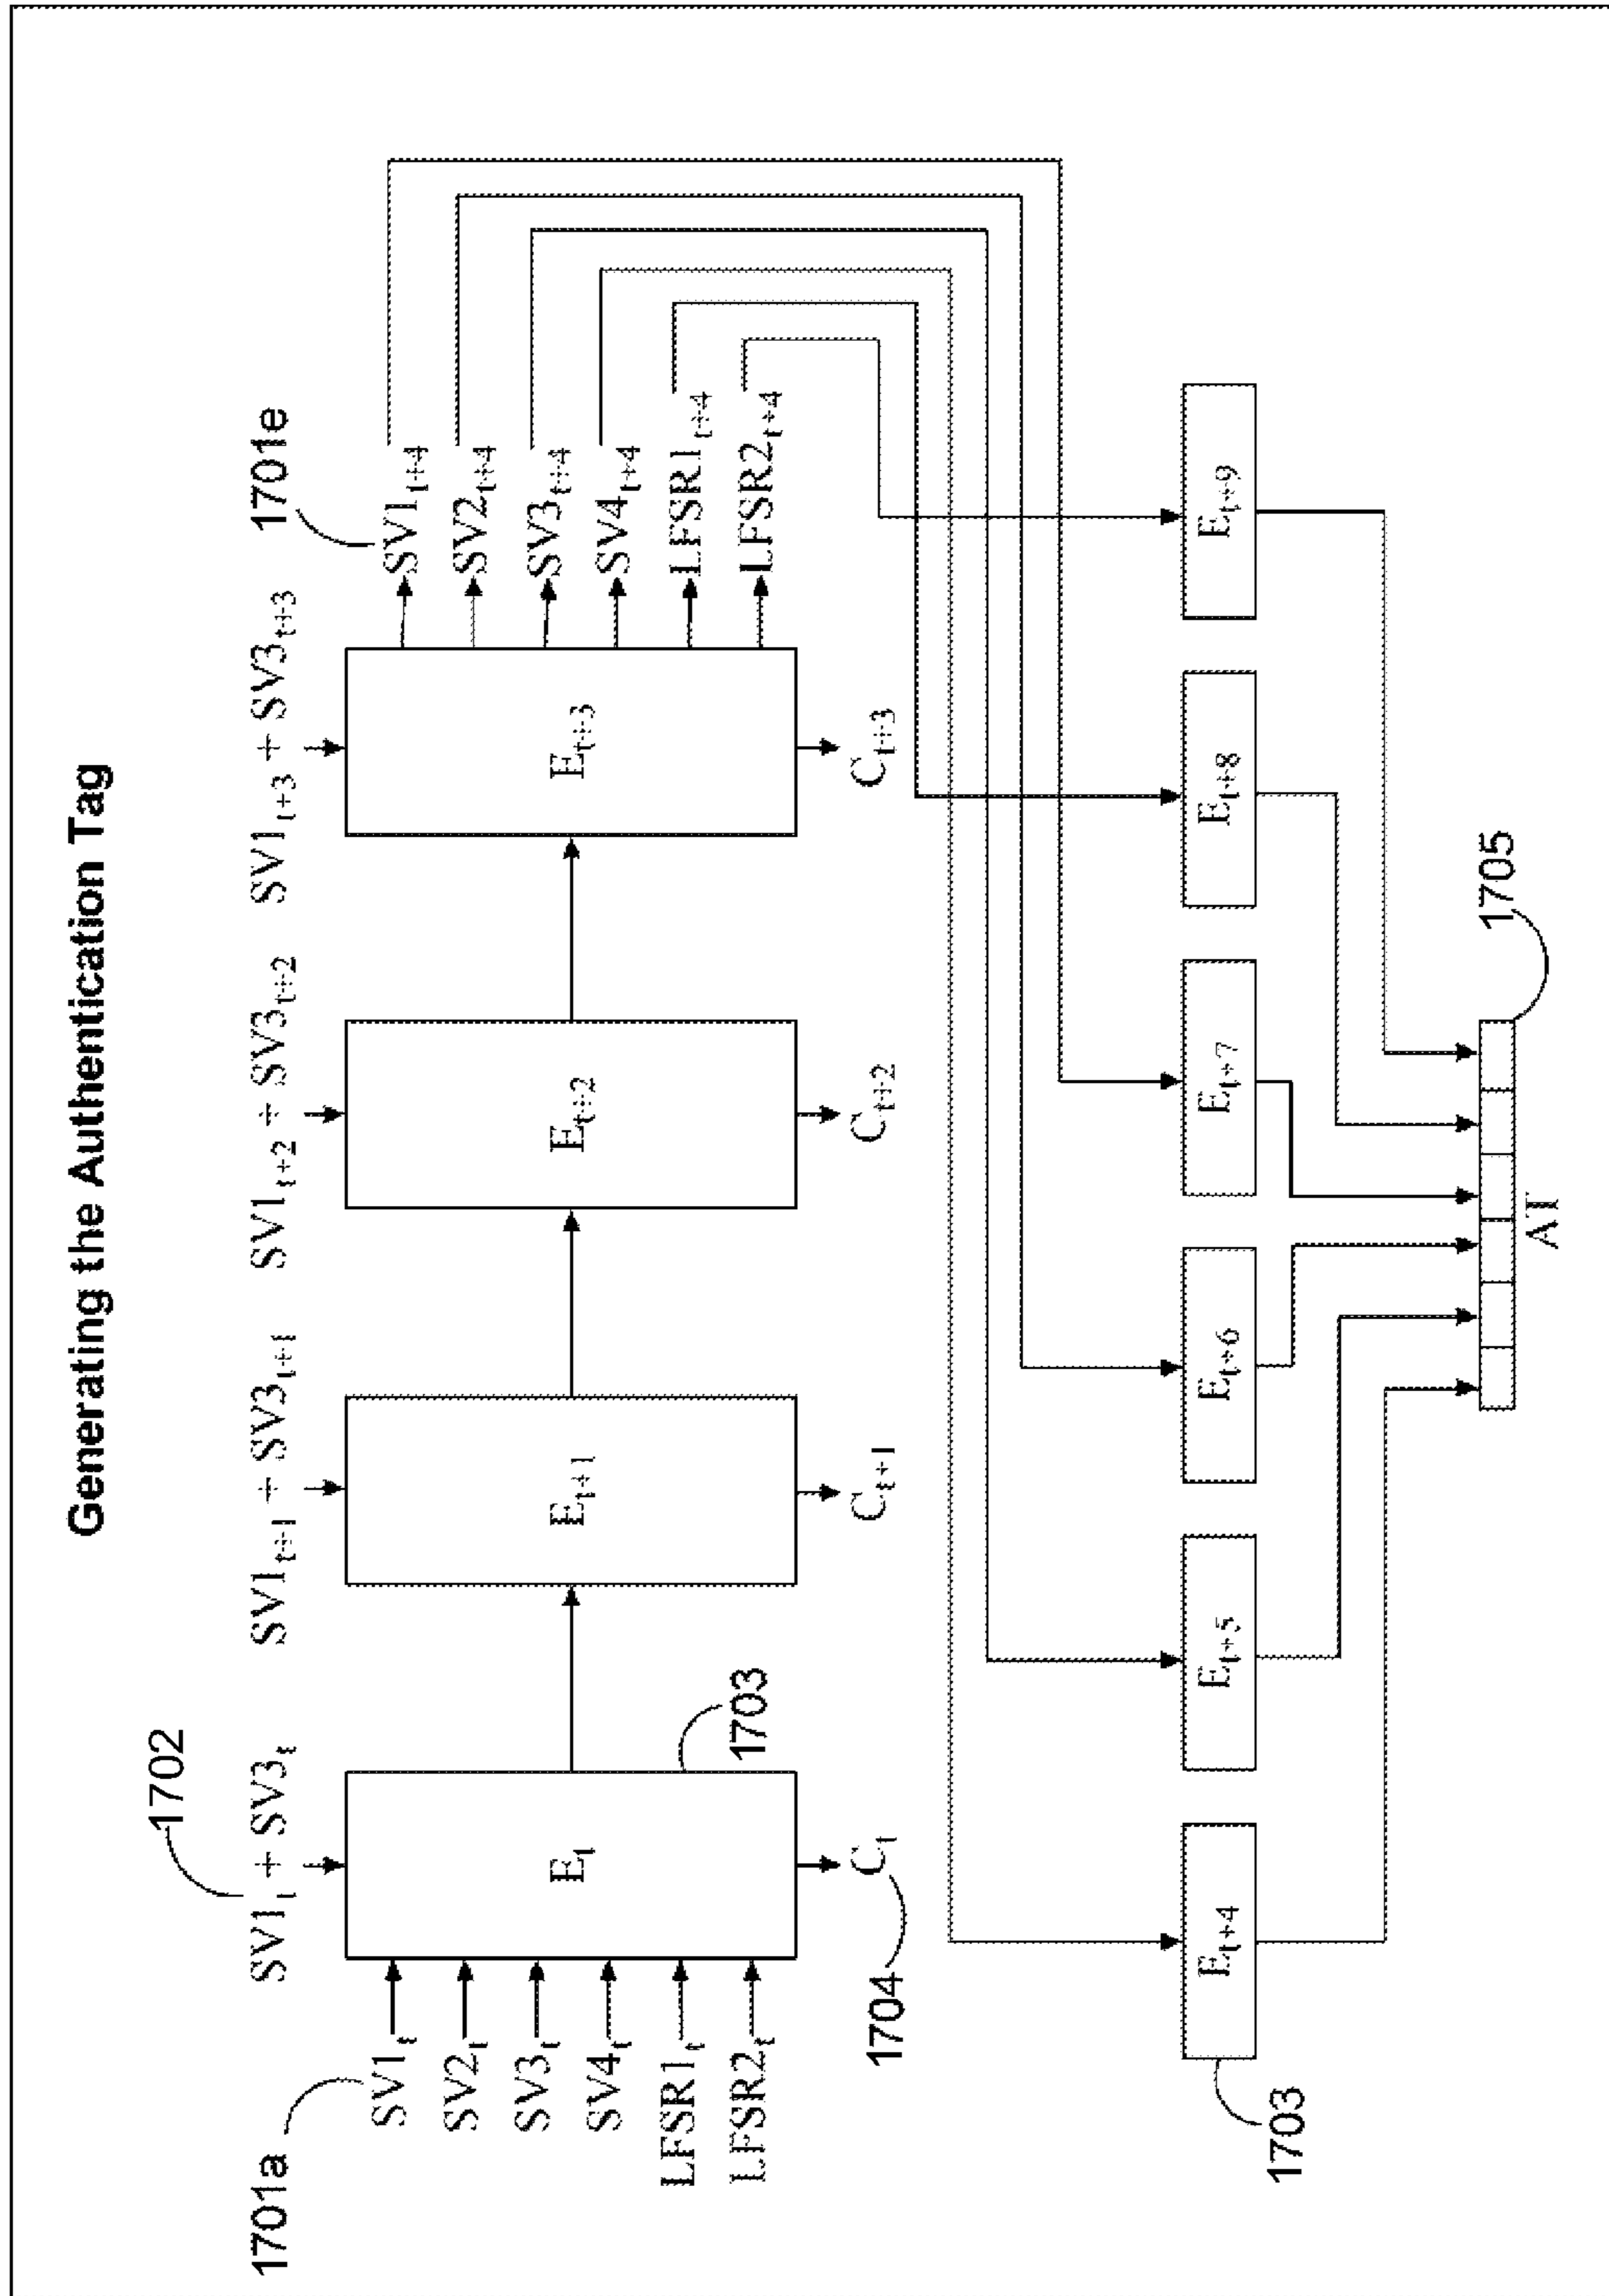 Generating the Authentication Tag
1702
1701e
1701a
SV1ₜ + SV3ₜ
SV1ₜ₊₁ + SV3ₜ₊₁
SV1ₜ₊₂ + SV3ₜ₊₂
SV1ₜ₊₃ + SV3ₜ₊₃
SV1ₜ
SV2ₜ
SV3ₜ
SV4ₜ
LFSR1ₜ
LFSR2ₜ
Eₜ
Eₜ₊₁
Eₜ₊₂
Eₜ₊₃
SV1ₜ₊₄
SV2ₜ₊₄
SV3ₜ₊₄
SV4ₜ₊₄
LFSR1ₜ₊₄
LFSR2ₜ₊₄
1703
Cₜ
Cₜ₊₁
Cₜ₊₂
Cₜ₊₃
1704
Eₜ₊₄
Eₜ₊₅
Eₜ₊₆
Eₜ₊₇
Eₜ₊₈
Eₜ₊₉
1703
1705
AT